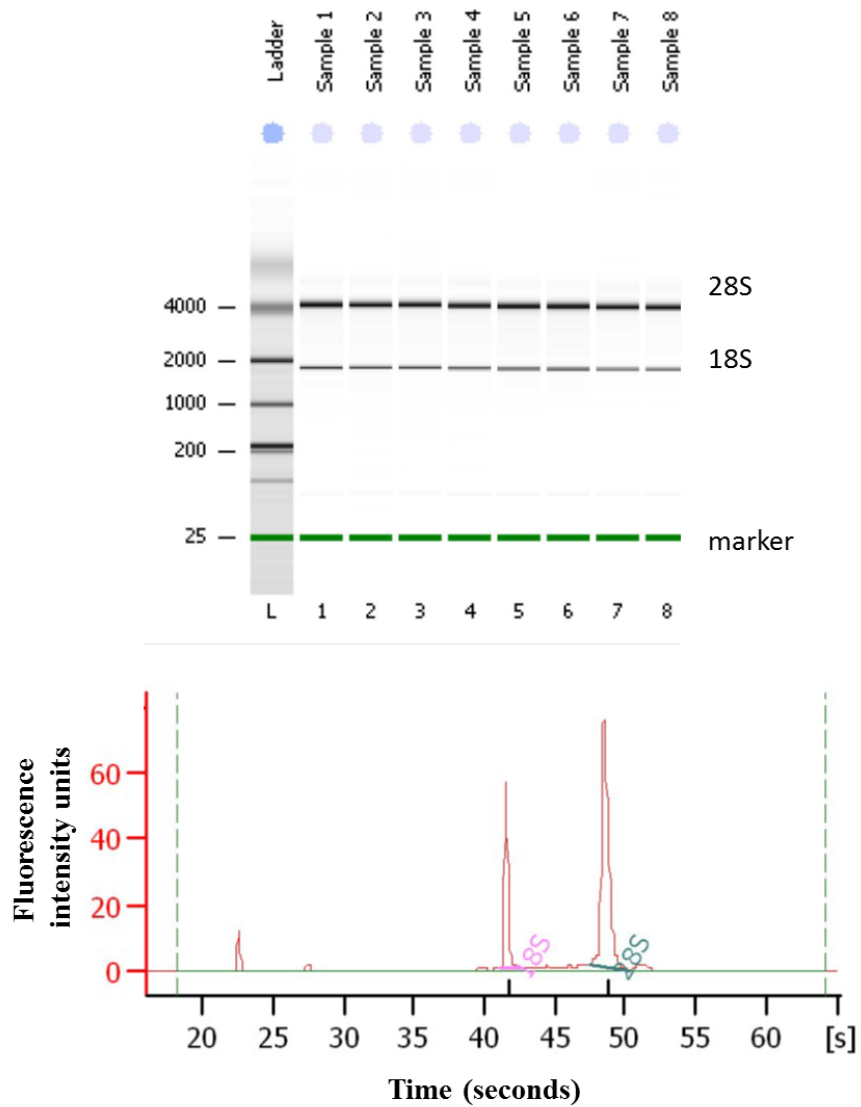 Ladder Sample 1 Sample 2 Sample 3 Sample 4 Sample 5 Sample 6 Sample 7 Sample 8
28S
4000
2000
18S
1000
200
25
marker
L 1 2 3 4 5 6 7 8
Fluorescence
intensity units
60
40
20
0
18S
28S
20 25 30 35 40 45 50 55 60 [s]
Time (seconds)